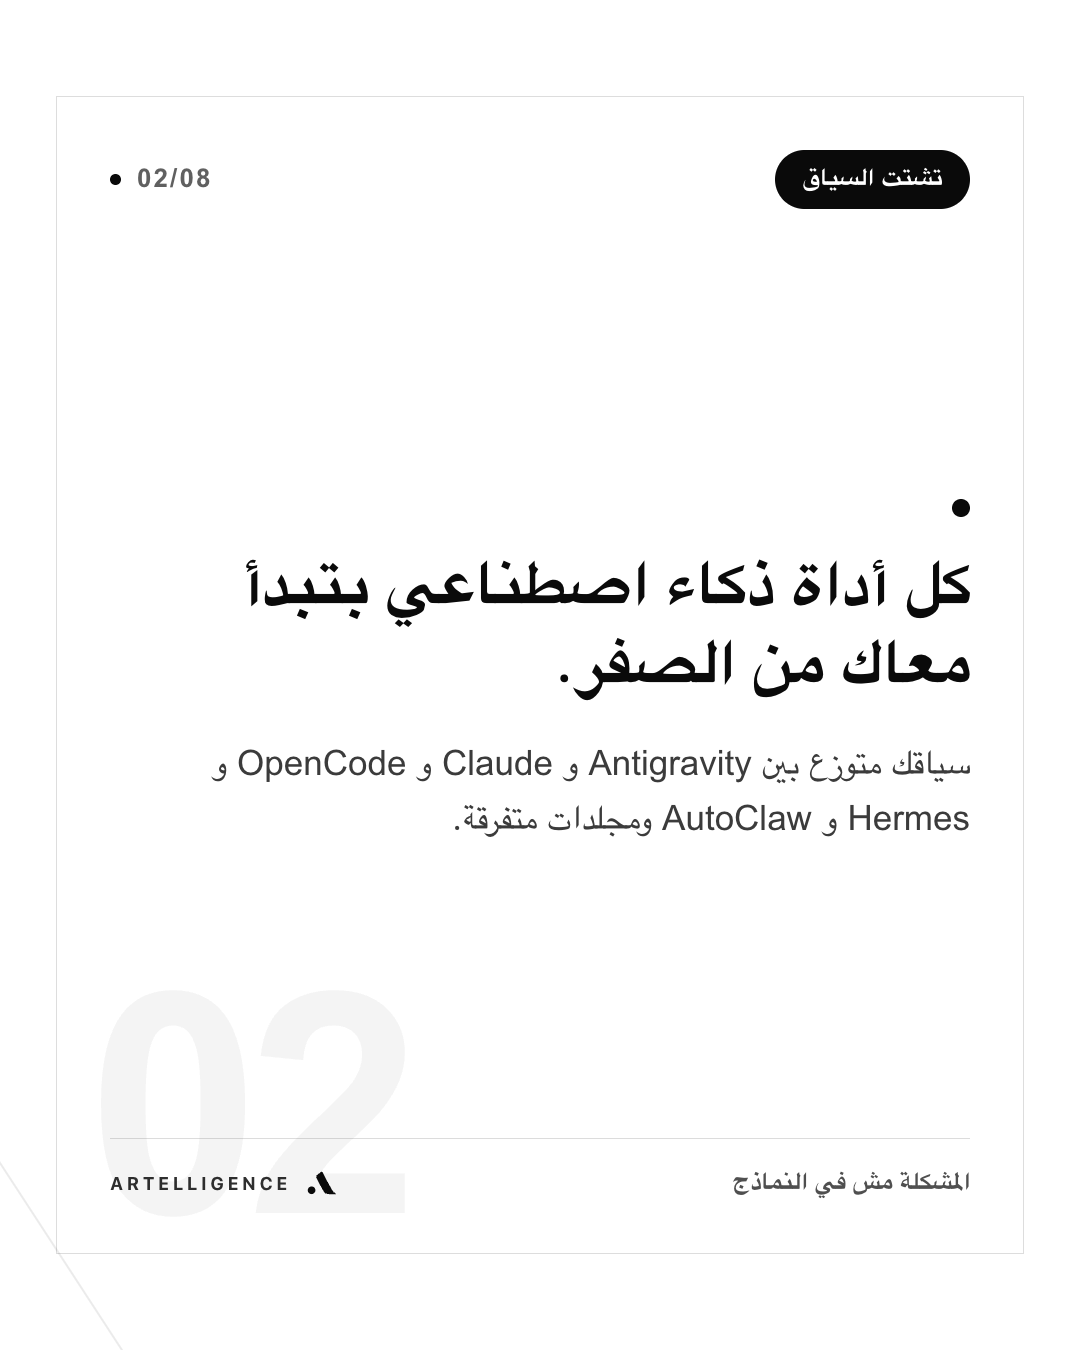 تشتت السياق
02/08
كل أداة ذكاء اصطناعي بتبدأ
معاك من الصفر.
سياقك متوزع بين Antigravity و Claude و OpenCode و
Hermes و AutoClaw ومجلدات متفرقة.
02
المشكلة مش في النماذج
ARTELLIGENCE